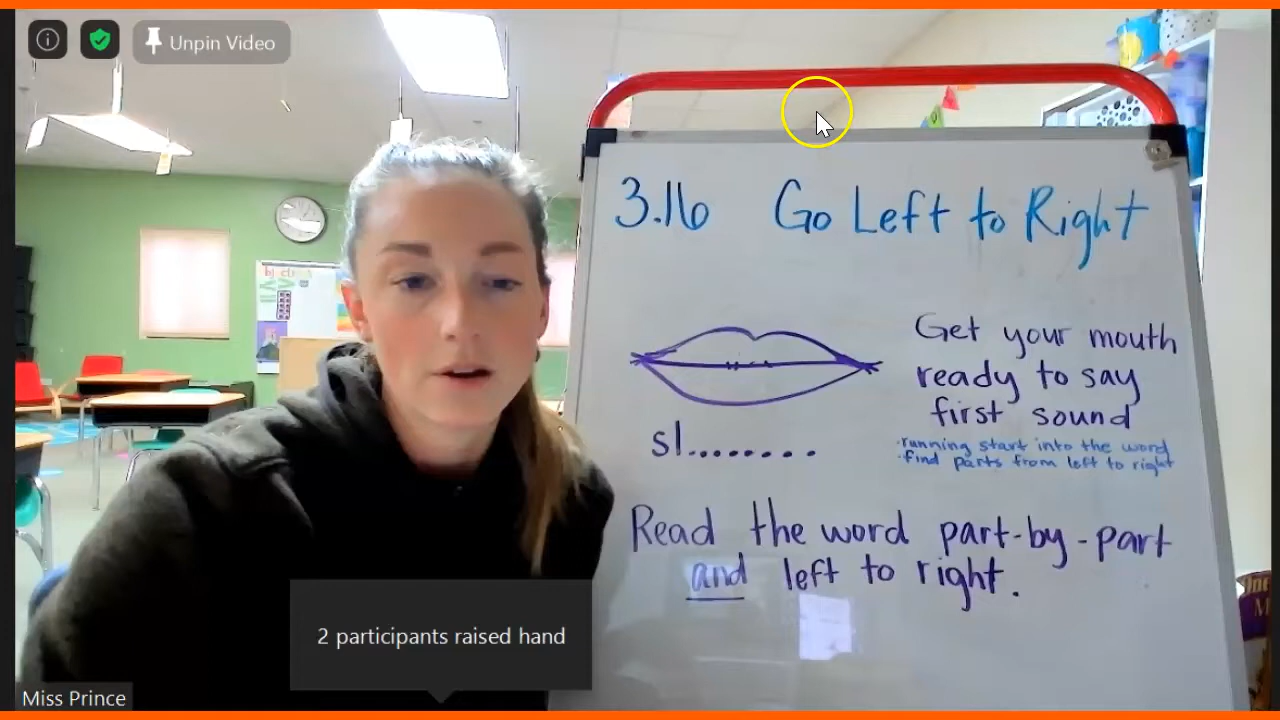 Unpin Video
3.16 Go Left to Right
Get your mouth
ready to say
first sound
sl........
·running start into the word
·find parts from left to right
Read the word part-by-part
and left to right.
2 participants raised hand
Miss Prince